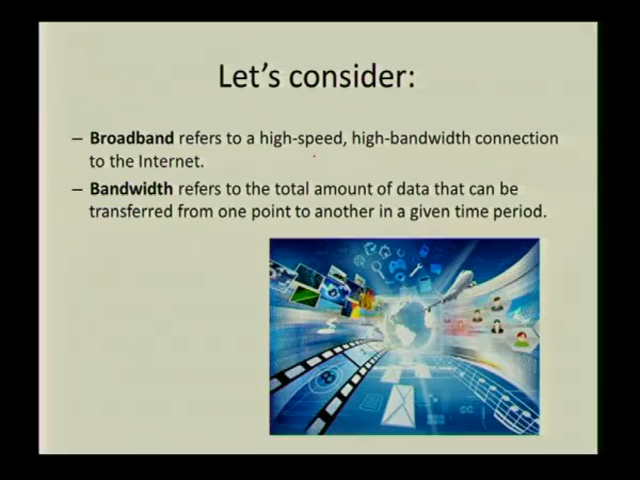 Let's consider:
– Broadband refers to a high-speed, high-bandwidth connection
to the Internet.
– Bandwidth refers to the total amount of data that can be
transferred from one point to another in a given time period.